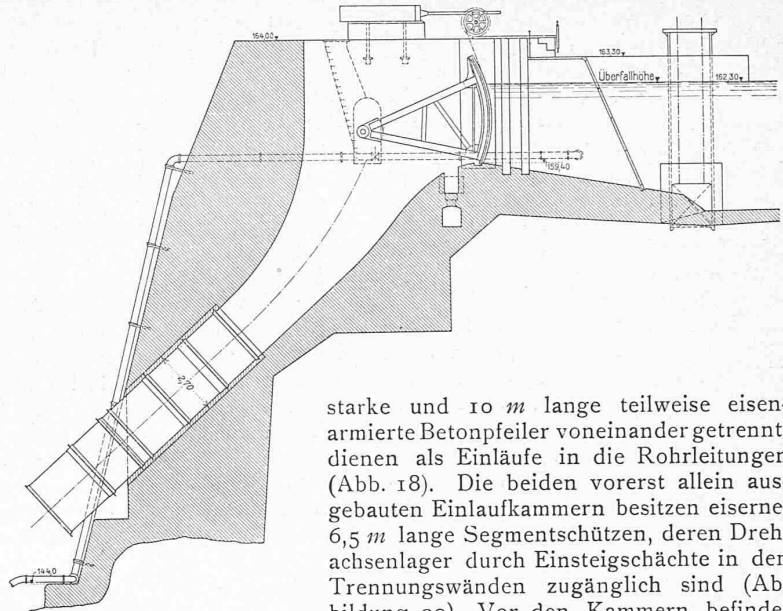 164,00
163,30
Überfallhöhe
162,30
159,40
2,70
144,0
starke und 10 m lange teilweise eisen-
armierte Betonpfeiler voneinander getrennt
dienen als Einläufe in die Rohrleitungen
(Abb. 18). Die beiden vorerst allein aus-
gebauten Einlaufkammern besitzen eiserne
6,5 m lange Segmentschützen, deren Dreh
achsenlager durch Einsteigschächte in den
Trennungswänden zugänglich sind (Ab